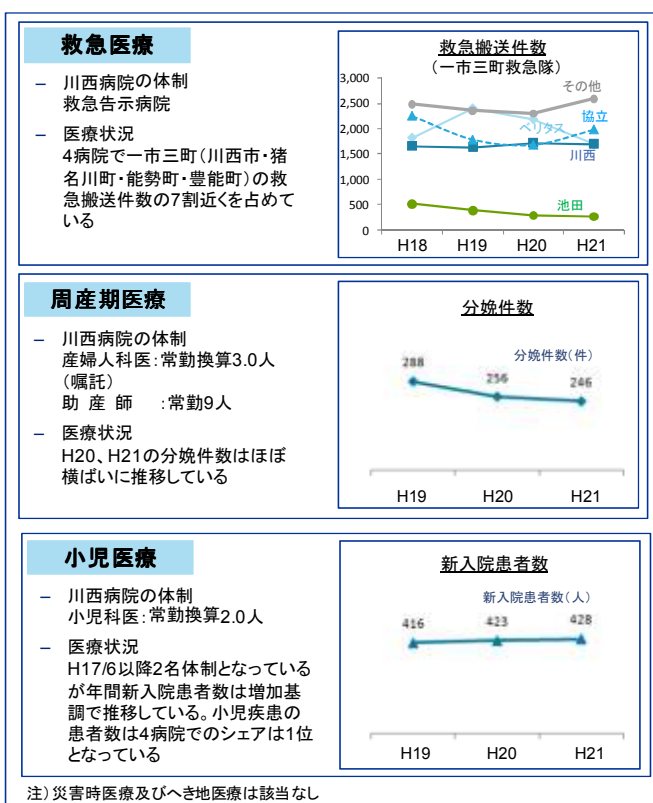 救急医療
– 川西病院の体制
救急告示病院
– 医療状況
4病院で一市三町(川西市・猪
名川町・能勢町・豊能町)の救
急搬送件数の7割近くを占めて
いる
救急搬送件数
(一市三町救急隊)
3,000
2,500
2,000
1,500
1,000
500
0
その他
協立
ベリタス
川西
池田
H18 H19 H20 H21
周産期医療
– 川西病院の体制
産婦人科医:常勤換算3.0人
(嘱託)
助 産 師 :常勤9人
– 医療状況
H20、H21の分娩件数はほぼ
横ばいに推移している
分娩件数
分娩件数(件)
288 256 246
H19 H20 H21
小児医療
– 川西病院の体制
小児科医:常勤換算2.0人
– 医療状況
H17/6以降2名体制となっている
が年間新入院患者数は増加基
調で推移している。小児疾患の
患者数は4病院でのシェアは1位
となっている
新入院患者数
新入院患者数(人)
416 423 428
H19 H20 H21
注)災害時医療及びへき地医療は該当なし